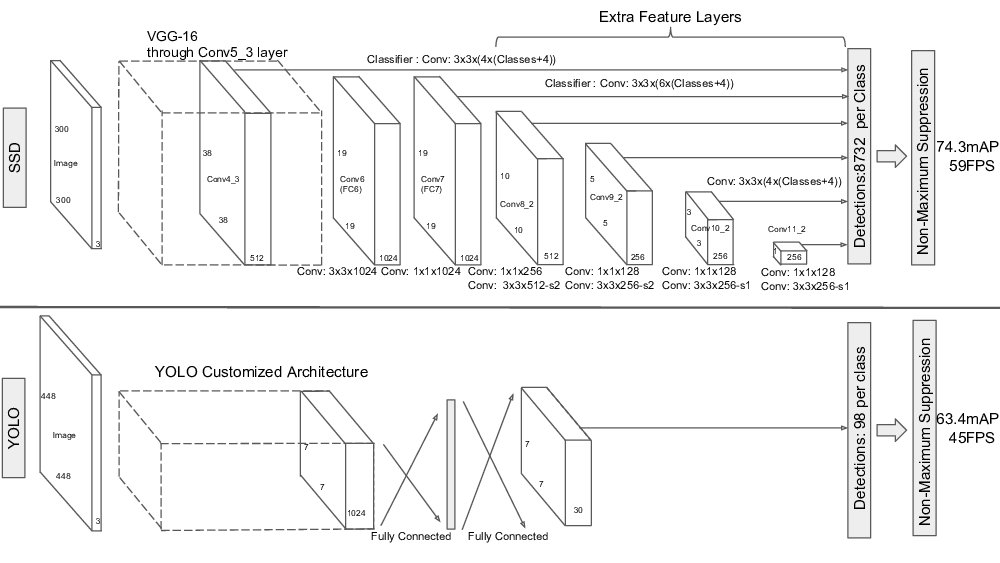 Extra Feature Layers
VGG-16
through Conv5_3 layer
Classifier : Conv: 3x3x(4x(Classes+4))
Classifier : Conv: 3x3x(6x(Classes+4))
SSD
300
Image
300
3
38
Conv4_3
38
512
19
Conv6
(FC6)
19
1024
19
Conv7
(FC7)
19
1024
10
Conv8_2
10
512
5
Conv9_2
5
256
Conv: 3x3x(4x(Classes+4))
3
Conv10_2
3
256
Conv11_2
1
256
Detections:8732 per Class
Non-Maximum Suppression
74.3mAP
59FPS
Conv: 3x3x1024
Conv: 1x1x1024
Conv: 1x1x256
Conv: 3x3x512-s2
Conv: 1x1x128
Conv: 3x3x256-s2
Conv: 1x1x128
Conv: 3x3x256-s1
Conv: 1x1x128
Conv: 3x3x256-s1
YOLO
448
Image
448
3
YOLO Customized Architecture
7
7
1024
Fully Connected
Fully Connected
7
7
30
Detections: 98 per class
Non-Maximum Suppression
63.4mAP
45FPS